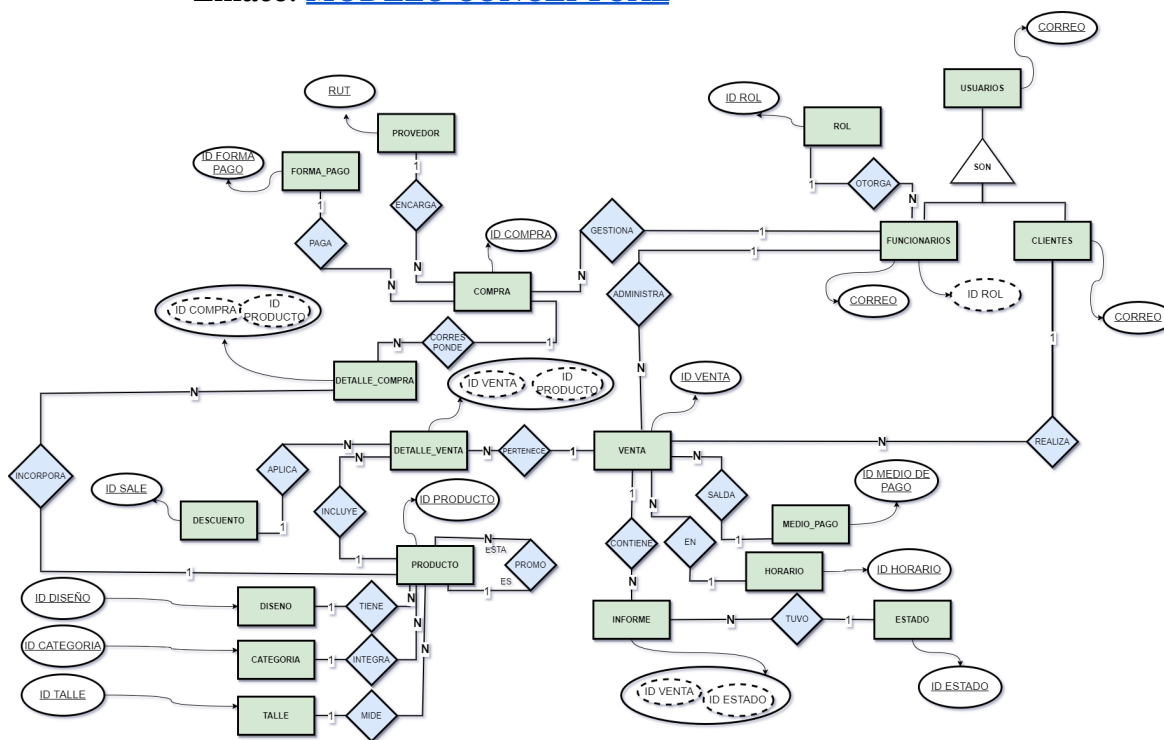 Enlace: MODELO CONCEPTUAL
CORREO
USUARIOS
RUT
ID ROL
ROL
PROVEDOR
ID FORMA
PAGO
FORMA_PAGO
1
1
SON
1
OTORGA
N
1
ENCARGA
PAGA
ID COMPRA
GESTIONA
1
FUNCIONARIOS
CLIENTES
1
N
N
N
COMPRA
ADMINISTRA
CORREO
ID ROL
CORREO
ID COMPRA
ID
PRODUCTO
N
CORRES
PONDE
1
1
DETALLE_COMPRA
N
ID VENTA
ID
PRODUCTO
N
ID VENTA
N
DETALLE_VENTA
N
PERTENECE
1
VENTA
N
REALIZA
N
APLICA
INCORPORA
ID SALE
INCLUYE
ID PRODUCTO
1
N
N
SALDA
ID MEDIO DE
PAGO
DESCUENTO
1
1
MEDIO_PAGO
CONTIENE
EN
N
ESTA
1
PRODUCTO
PROMO
1
ES
1
1
HORARIO
ID HORARIO
N
ID DISEÑO
DISENO
1
TIENE
N
INFORME
N
TUVO
1
ESTADO
ID CATEGORIA
CATEGORIA
1
INTEGRA
N
N
ID VENTA
ID ESTADO
ID ESTADO
ID TALLE
TALLE
1
MIDE